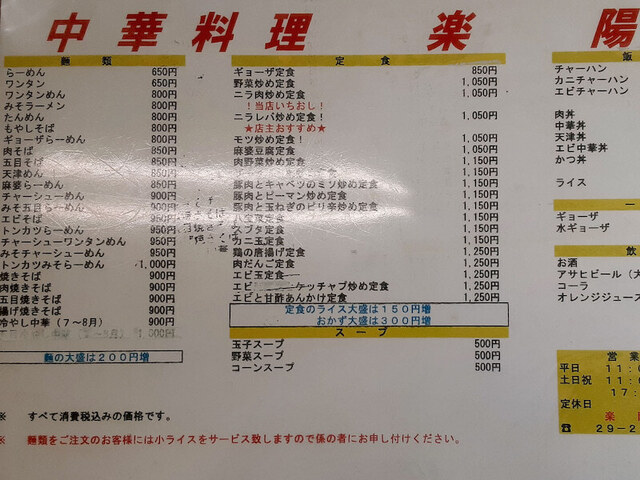 中華料理 楽 陽
麺類
らーめん 650円
ワンタン 650円
ワンタンめん 800円
みそラーメン 800円
たんめん 800円
もやしそば 800円
ギョーザらーめん 800円
肉そば 850円
五目そば 850円
天津めん 850円
麻婆らーめん 850円
チャーシューめん 900円
みそ五目らーめん 900円
エビそば 950円
トンカツらーめん 950円
チャーシューワンタンめん 950円
みそチャーシューめん 950円
トンカツみそらーめん 1,000円
焼きそば 900円
肉焼きそば 900円
五目焼きそば 900円
揚げ焼きそば 900円
冷やし中華(7~8月) 900円
麺の大盛は200円増
定食
ギョーザ定食 850円
野菜炒め定食 1,050円
ニラ肉炒め定食 1,050円
!当店いちおし!
ニラレバ炒め定食! 1,050円
★店主おすすめ★
モツ炒め定食! 1,050円
麻婆豆腐定食 1,050円
肉野菜炒め定食 1,150円
1,150円
豚肉とキャベツのミソ炒め定食 1,150円
豚肉とピーマン炒め定食 1,150円
豚肉と玉ねぎのピリ辛炒め定食 1,150円
1,150円
スブタ定食 1,150円
カニ玉定食 1,150円
鶏の唐揚げ定食 1,250円
肉だんご定食 1,250円
エビ玉定食 1,250円
エビ ケッチャプ炒め定食 1,250円
エビと甘酢あんかけ定食 1,250円
定食のライス大盛は150円増
おかず大盛は300円増
スープ
玉子スープ 500円
野菜スープ 500円
コーンスープ 500円
飯
チャーハン
カニチャーハン
エビチャーハン
肉丼
中華丼
天津丼
エビ中華丼
かつ丼
ライス
一
ギョーザ
水ギョーザ
飲
お酒
アサヒビール(大
コーラ
オレンジジュース
営業
平日 11:0
土日祝 11:0
17:
定休日
楽
☎ 29-2
※ すべて消費税込みの価格です。
※ 麺類をご注文のお客様には小ライスをサービス致しますので係の者にお申し付けください。